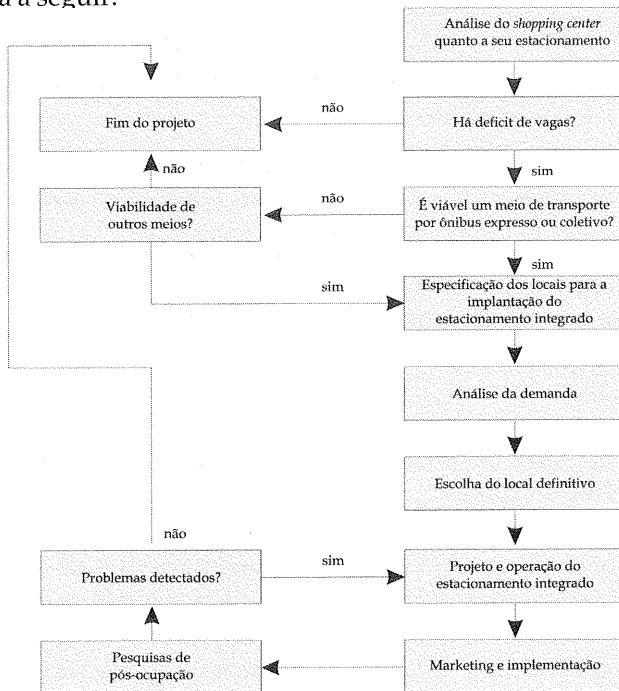 a a seguir:
Análise do shopping center
quanto a seu estacionamento
não
Fim do projeto
Há deficit de vagas?
não
sim
não
Viabilidade de
outros meios?
É viável um meio de transporte
por ônibus expresso ou coletivo?
sim
sim
Especificação dos locais para a
implantação do
estacionamento integrado
Análise da demanda
Escolha do local definitivo
não
sim
Problemas detectados?
Projeto e operação do
estacionamento integrado
Pesquisas de
pós-ocupação
Marketing e implementação